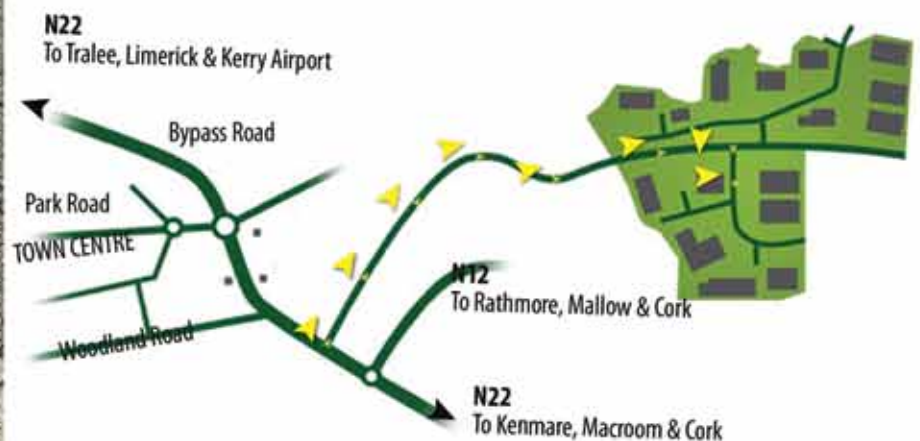 N22
To Tralee, Limerick & Kerry Airport
Bypass Road
Park Road
TOWN CENTRE
N12
To Rathmore, Mallow & Cork
Woodland Road
N22
To Kenmare, Macroom & Cork